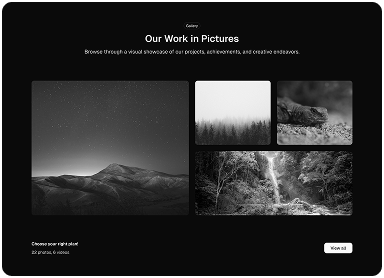 Gallery
Our Work in Pictures
Browse through a visual showcase of our projects, achievements, and creative endeavors.
Choose your right plan!
22 photos, 6 videos
View all